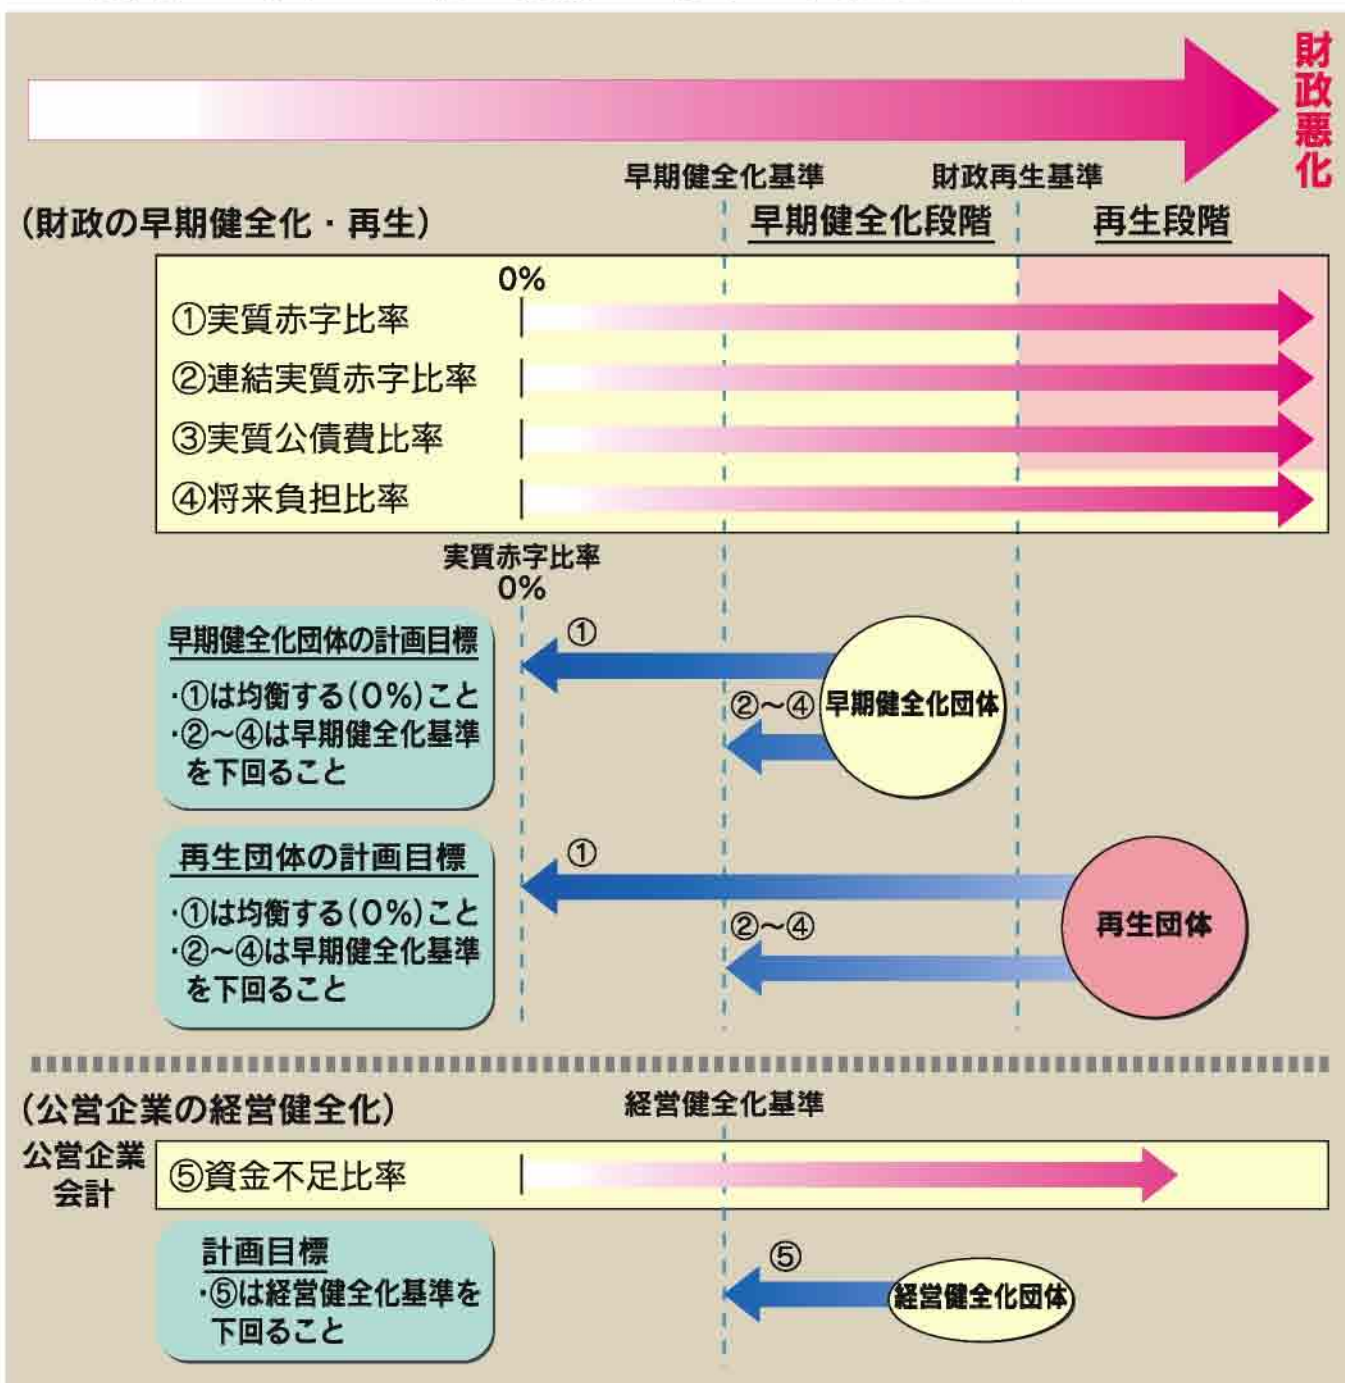 財政悪化
早期健全化基準
財政再生基準
(財政の早期健全化・再生)
早期健全化段階
再生段階
0%
①実質赤字比率
②連結実質赤字比率
③実質公債費比率
④将来負担比率
実質赤字比率
0%
早期健全化団体の計画目標
・①は均衡する(0%)こと
・②〜④は早期健全化基準
を下回ること
①
②〜④
早期健全化団体
再生団体の計画目標
・①は均衡する(0%)こと
・②〜④は早期健全化基準
を下回ること
①
②〜④
再生団体
(公営企業の経営健全化)
経営健全化基準
公営企業
会計
⑤資金不足比率
計画目標
・⑤は経営健全化基準を
下回ること
⑤
経営健全化団体